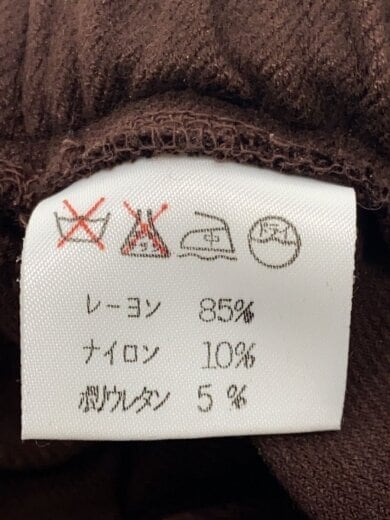 中 ドライ
レーヨン 85%
ナイロン 10%
ポリウレタン 5%